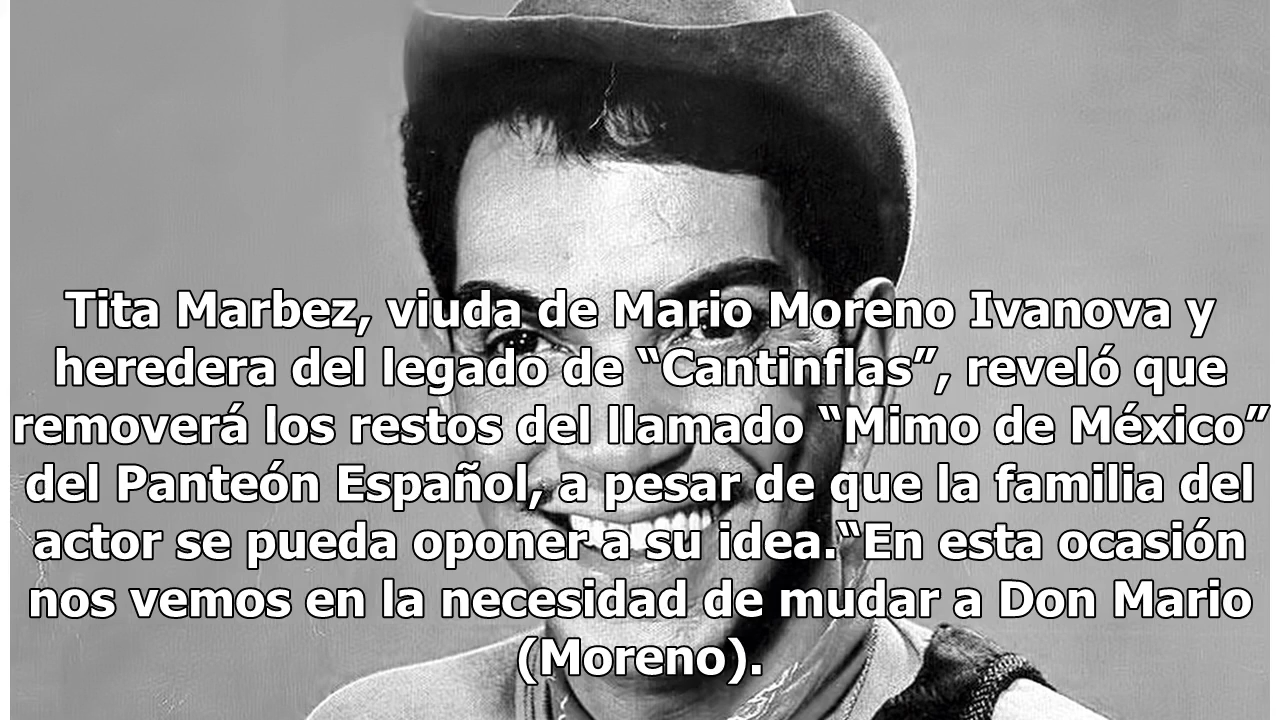 Tita Marbez, viuda de Mario Moreno Ivanova y
heredera del legado de “Cantinflas”, reveló que
removerá los restos del llamado “Mimo de México”
del Panteón Español, a pesar de que la familia del
actor se pueda oponer a su idea.“En esta ocasión
nos vemos en la necesidad de mudar a Don Mario
(Moreno).